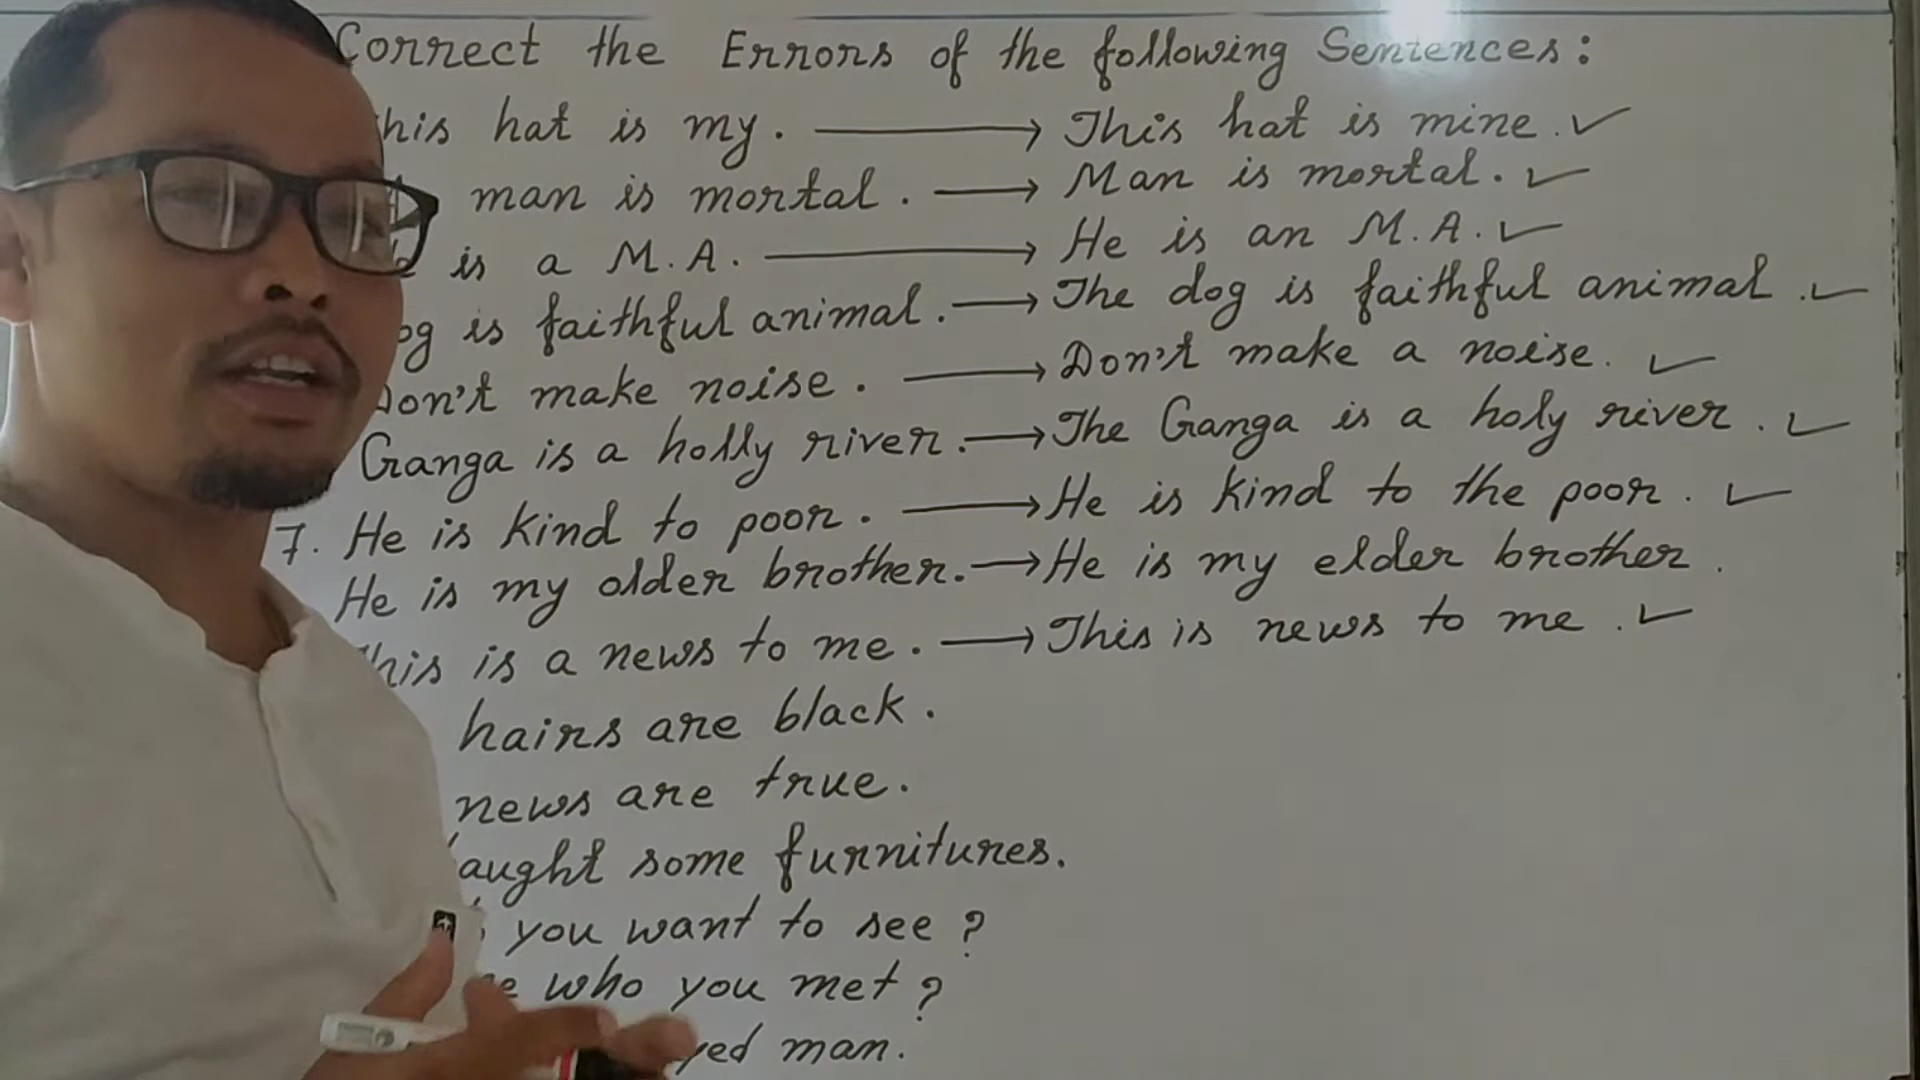 Correct the Errors of the following Sentences:
his hat is my. → This hat is mine. ✓
man is mortal. → Man is mortal. ✓
is a M.A. → He is an M.A. ✓
og is faithful animal. → The dog is faithful animal. ✓
Don't make noise. → Don't make a noise. ✓
Ganga is a holly river. → The Ganga is a holy river. ✓
7. He is kind to poor. → He is kind to the poor. ✓
He is my older brother. → He is my elder brother.
his is a news to me. → This is news to me. ✓
hairs are black.
news are true.
aught some furnitures.
you want to see?
who you met?
yed man.